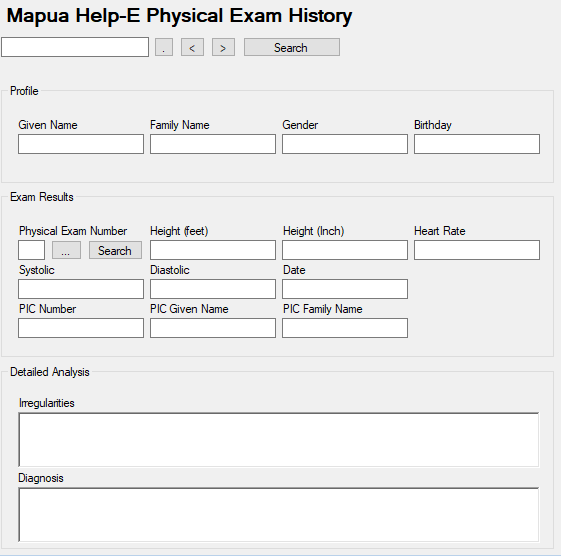 Mapua Help-E Physical Exam History
. < > Search
Profile
Given Name Family Name Gender Birthday
Exam Results
Physical Exam Number Height (feet) Height (Inch) Heart Rate
... Search
Systolic Diastolic Date
PIC Number PIC Given Name PIC Family Name
Detailed Analysis
Irregularities
Diagnosis